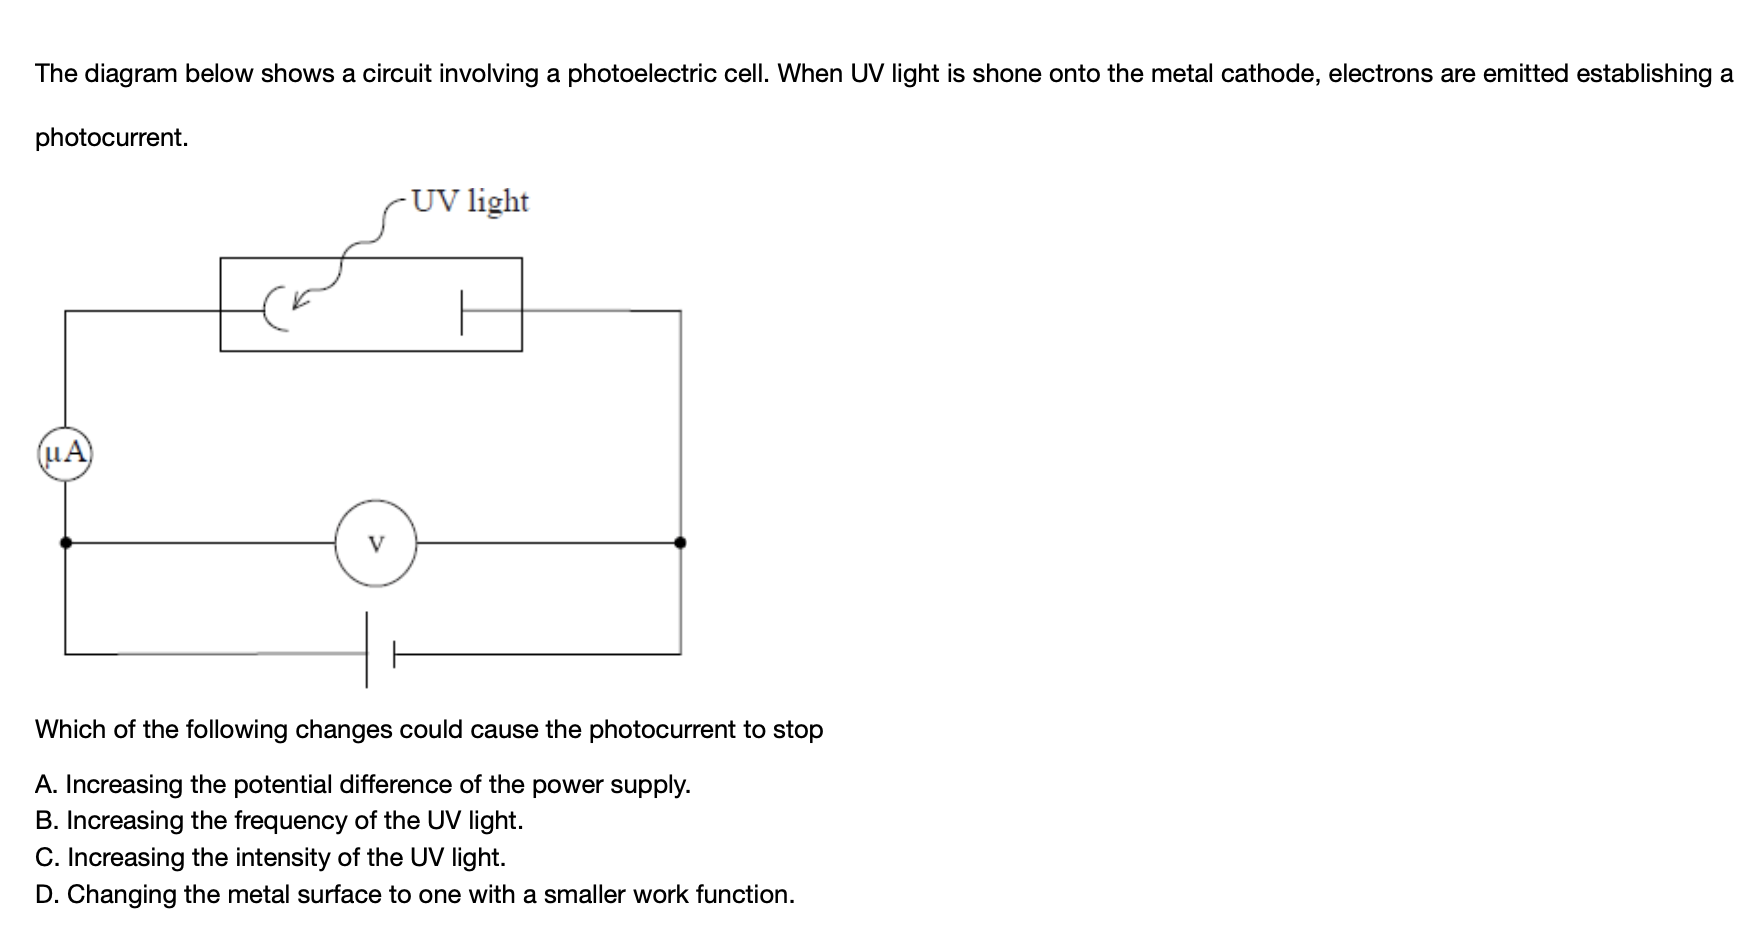 The diagram below shows a circuit involving a photoelectric cell. When UV light is shone onto the metal cathode, electrons are emitted establishing a
photocurrent.
UV light
μA
V
Which of the following changes could cause the photocurrent to stop
A. Increasing the potential difference of the power supply.
B. Increasing the frequency of the UV light.
C. Increasing the intensity of the UV light.
D. Changing the metal surface to one with a smaller work function.